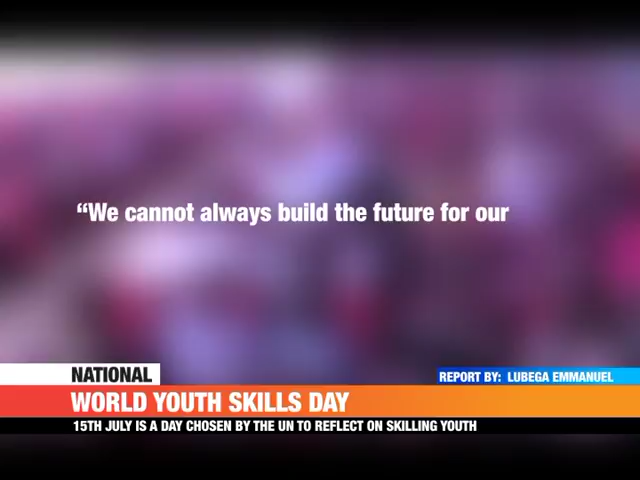 “We cannot always build the future for our
NATIONAL
REPORT BY: LUBEGA EMMANUEL
WORLD YOUTH SKILLS DAY
15TH JULY IS A DAY CHOSEN BY THE UN TO REFLECT ON SKILLING YOUTH